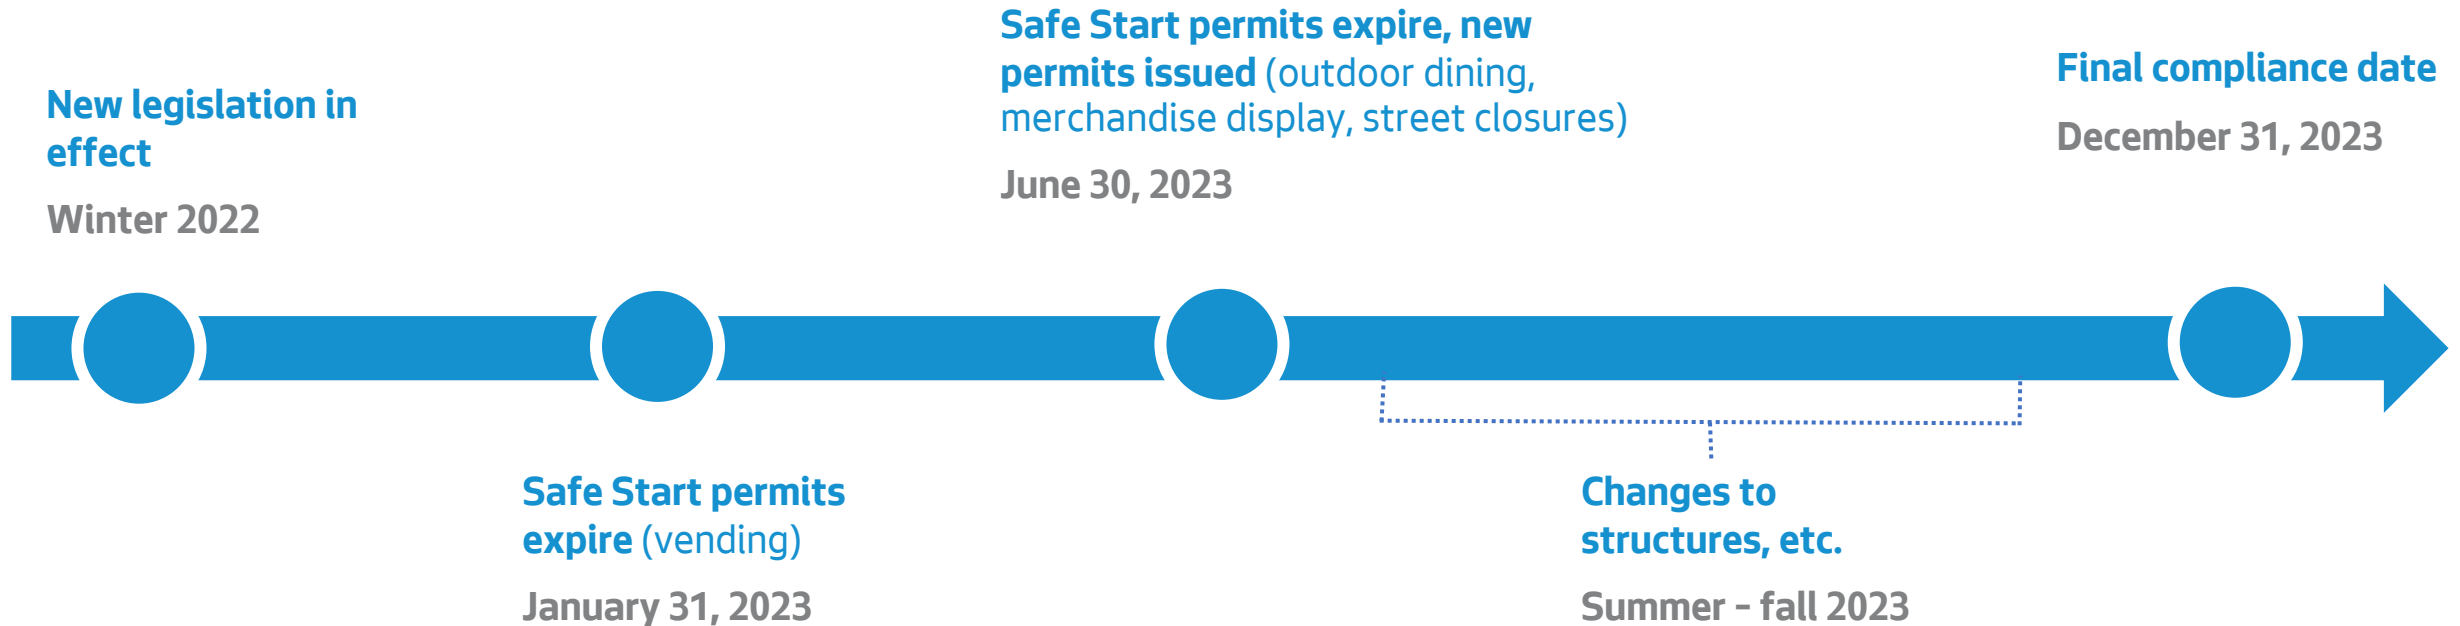 New legislation in
effect
Winter 2022
Safe Start permits
expire (vending)
January 31, 2023
Safe Start permits expire, new
permits issued (outdoor dining,
merchandise display, street closures)
June 30, 2023
Changes to
structures, etc.
Summer – fall 2023
Final compliance date
December 31, 2023